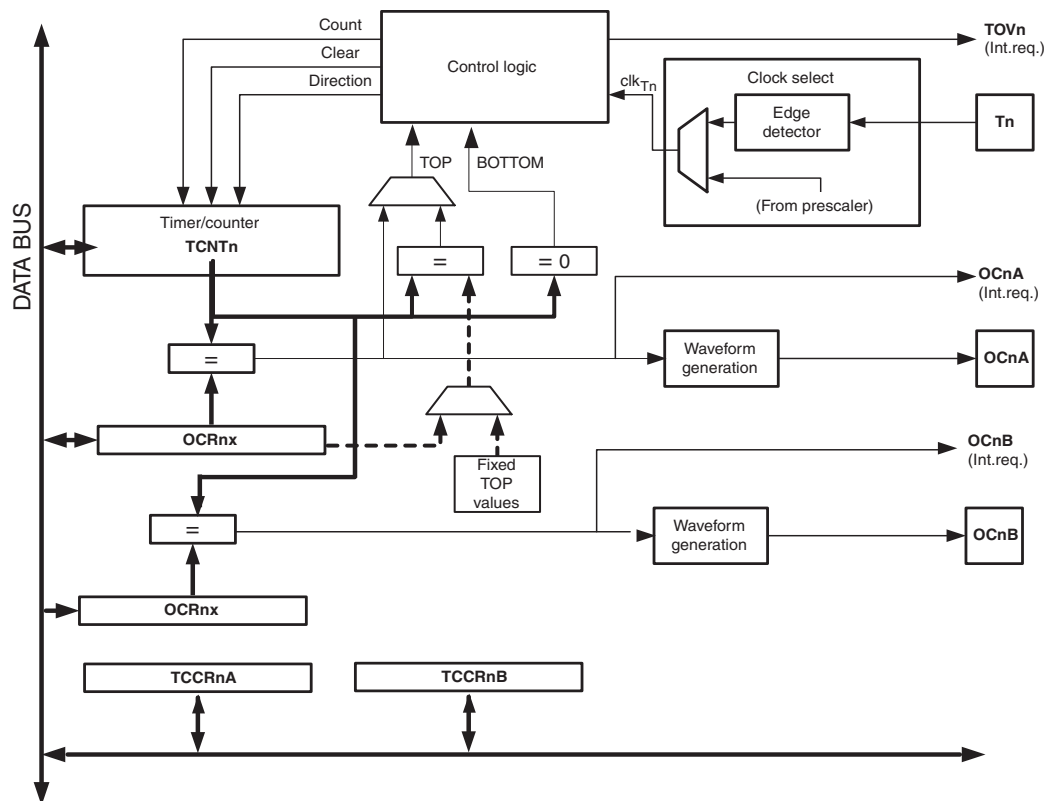 Count
Clear
Direction
Control logic
TOVn
(Int.req.)
Clock select
clkTn
Edge
detector
Tn
(From prescaler)
TOP
BOTTOM
Timer/counter
TCNTn
=
= 0
DATA BUS
OCnA
(Int.req.)
=
Waveform
generation
OCnA
OCRnx
Fixed
TOP
values
OCnB
(Int.req.)
=
Waveform
generation
OCnB
OCRnx
TCCRnA
TCCRnB